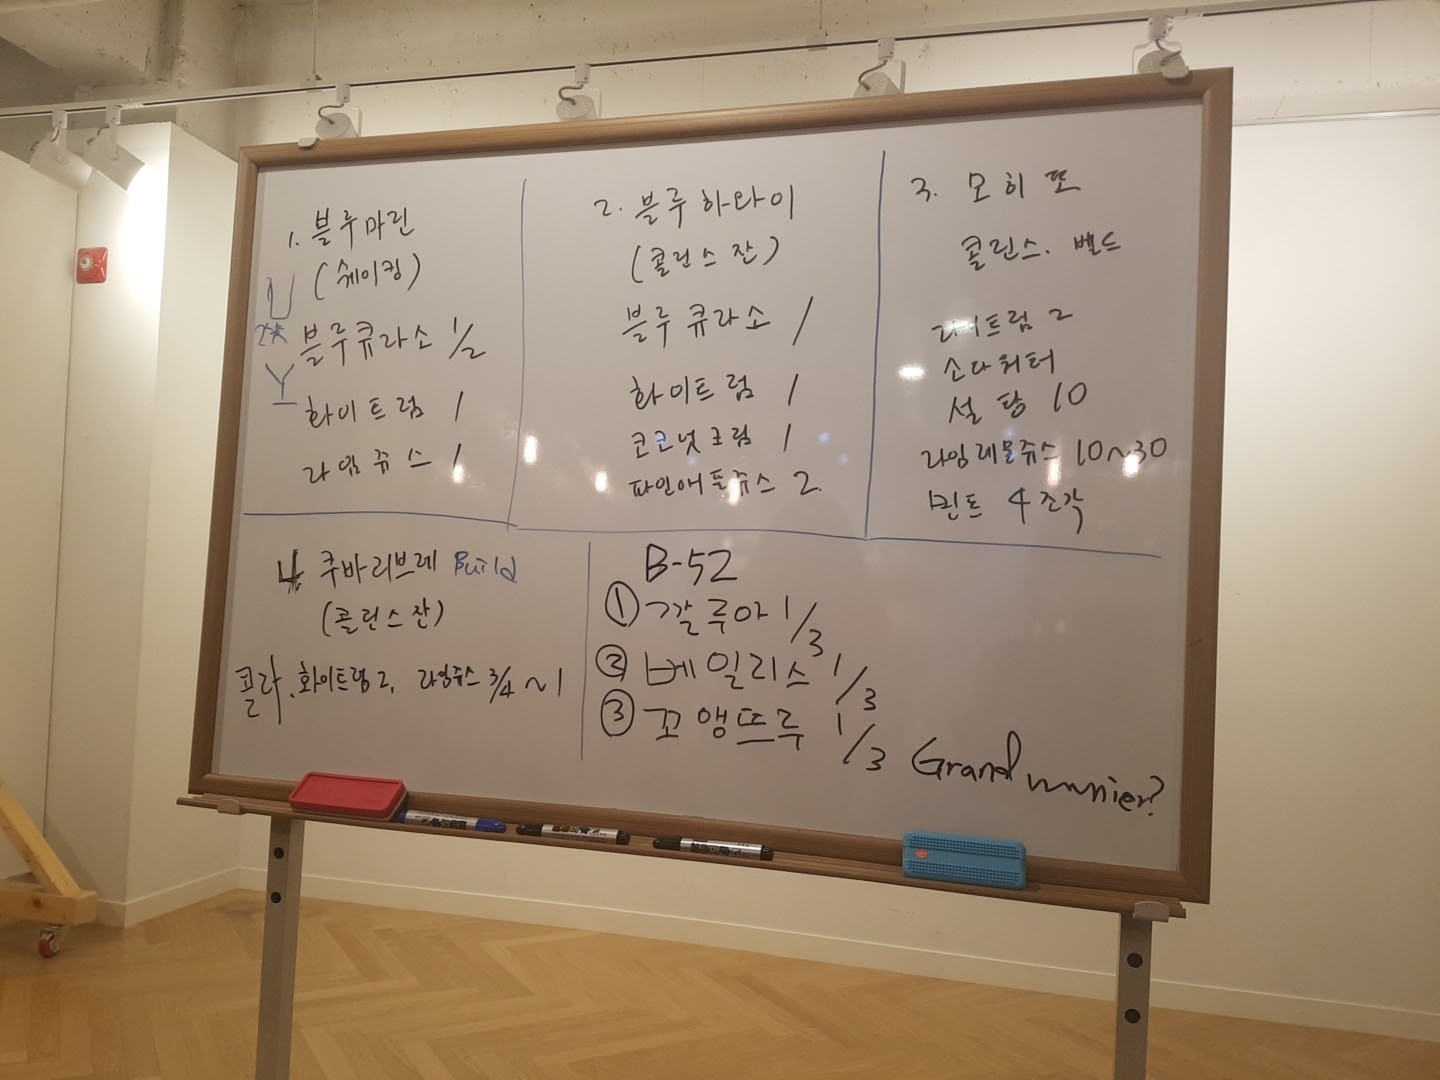 1. 블루마린
(쉐이킹)
블루큐라소 1/2
화이트럼 1
라임쥬스 1
2. 블루하와이
(콜린스잔)
블루큐라소 1
화이트럼 1
코코넛크림 1
파인애플쥬스 2
3. 모히또
콜린스. 벨드
라이트럼 2
소다워터
설탕 10
라임레몬쥬스 10~30
민트 4조각
4 쿠바리브레 Build
(콜린스잔)
콜라. 화이트럼 2, 라임쥬스 3/4 ~ 1
B-52
① 깔루아 1/3
② 베일리스 1/3
③ 꼬앵뜨루 1/3 Grand marnier?